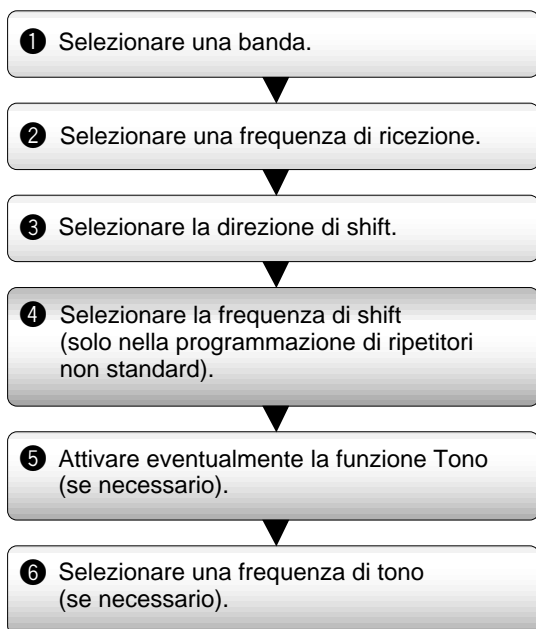 ❶ Selezionare una banda.
❷ Selezionare una frequenza di ricezione.
❸ Selezionare la direzione di shift.
❹ Selezionare la frequenza di shift
(solo nella programmazione di ripetitori
non standard).
❺ Attivare eventualmente la funzione Tono
(se necessario).
❻ Selezionare una frequenza di tono
(se necessario).